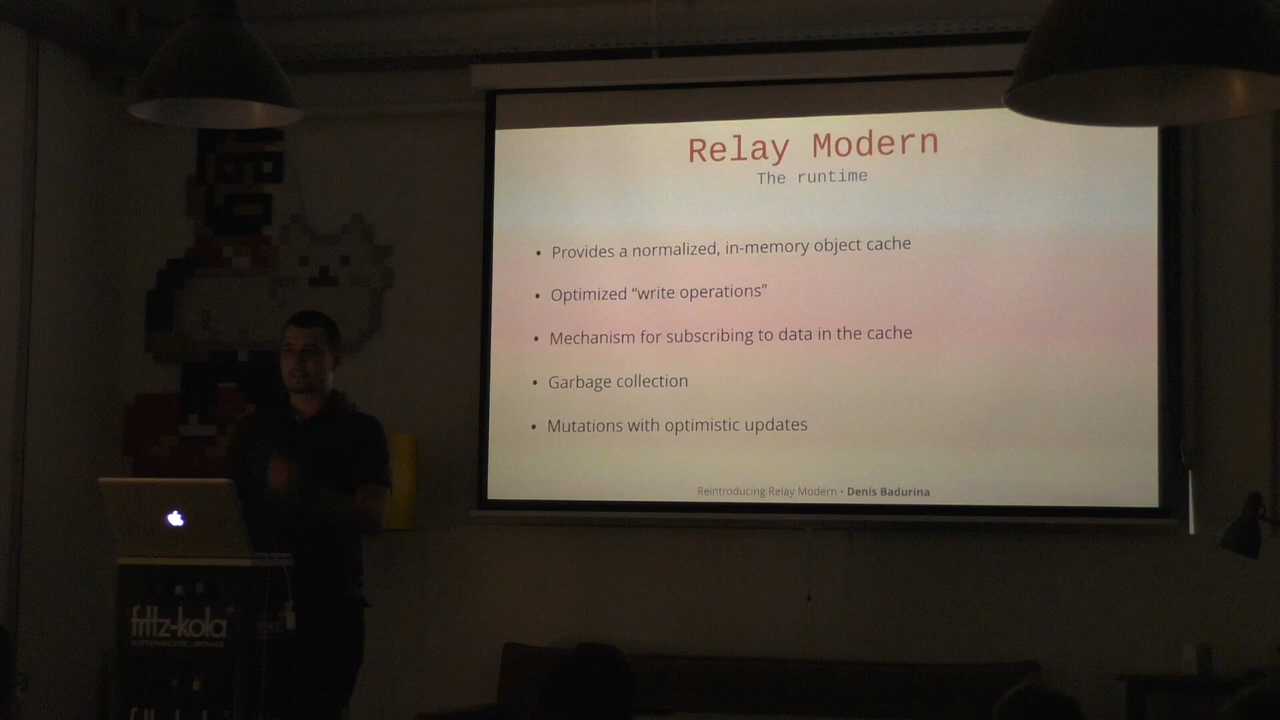 Relay Modern
The runtime
• Provides a normalized, in-memory object cache
• Optimized “write operations”
• Mechanism for subscribing to data in the cache
• Garbage collection
• Mutations with optimistic updates
Reintroducing Relay Modern • Denis Badurina
fritz-kola